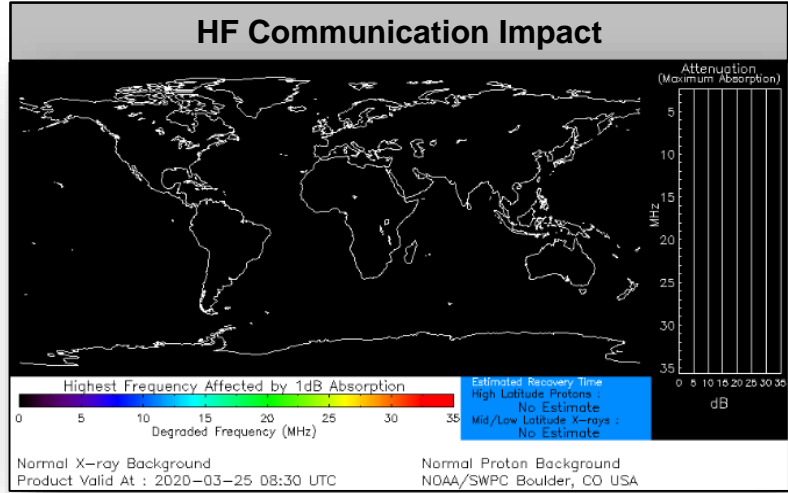 HF Communication Impact
Attenuation
(Maximum Absorption)
5
10
15
20
25
30
35
MHz
0 5 10 15 20 25 30 35
dB
Highest Frequency Affected by 1dB Absorption
0 5 10 15 20 25 30 35
Degraded Frequency (MHz)
Estimated Recovery Time
High Latitude Protons :
No Estimate
Mid/Low Latitude X-rays :
No Estimate
Normal X-ray Background
Normal Proton Background
Product Valid At : 2020-03-25 08:30 UTC
NOAA/SWPC Boulder, CO USA